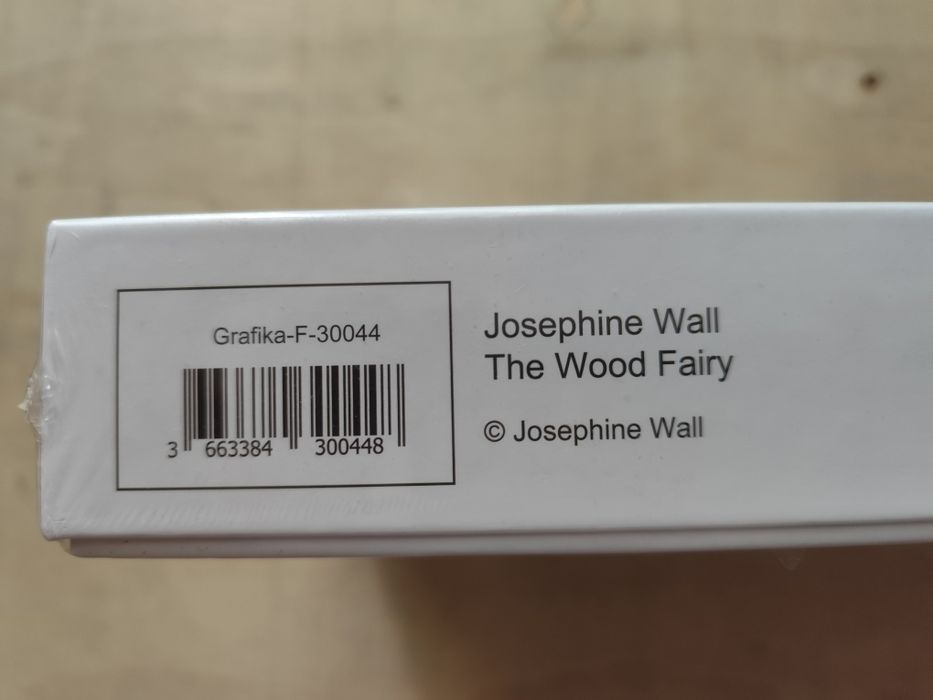 Grafika-F-30044
3 663384 300448
Josephine Wall
The Wood Fairy
© Josephine Wall